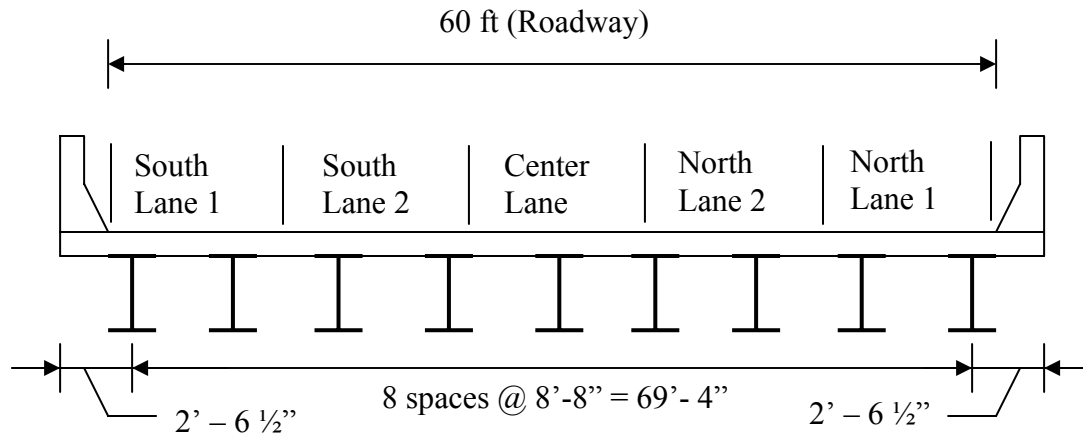 60 ft (Roadway)
South
Lane 1
South
Lane 2
Center
Lane
North
Lane 2
North
Lane 1
8 spaces @ 8’-8” = 69’- 4”
2’ – 6 ½”
2’ – 6 ½”